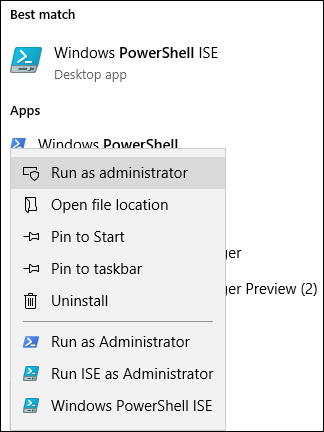 Best match
Windows PowerShell ISE
Desktop app
Apps
Windows PowerShell
Run as administrator
Open file location
Pin to Start
ger
Pin to taskbar
ger Preview (2)
Uninstall
Run as Administrator
Run ISE as Administrator
Windows PowerShell ISE